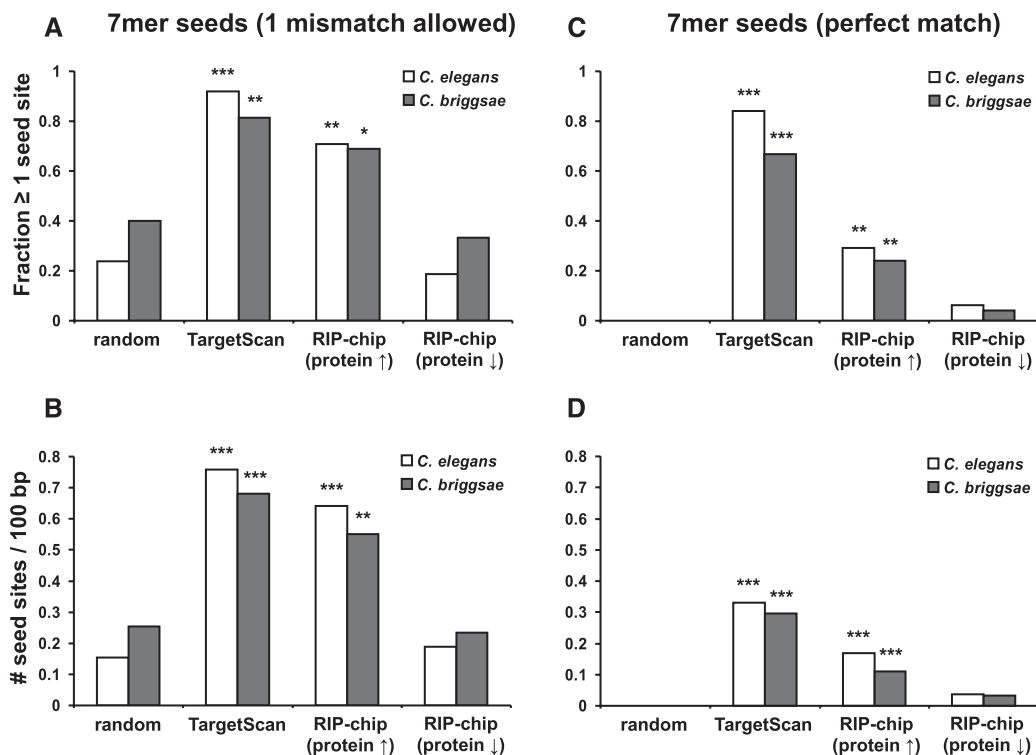 A
7mer seeds (1 mismatch allowed)
Fraction ≥ 1 seed site
1
0.8
0.6
0.4
0.2
0
C. elegans
C. briggsae
***
**
**
*
random
TargetScan
RIP-chip
(protein ↑)
RIP-chip
(protein ↓)
C
7mer seeds (perfect match)
1
0.8
0.6
0.4
0.2
0
C. elegans
C. briggsae
***
***
**
**
random
TargetScan
RIP-chip
(protein ↑)
RIP-chip
(protein ↓)
B
# seed sites / 100 bp
0.8
0.7
0.6
0.5
0.4
0.3
0.2
0.1
0
C. elegans
C. briggsae
***
***
***
**
random
TargetScan
RIP-chip
(protein ↑)
RIP-chip
(protein ↓)
D
0.8
0.7
0.6
0.5
0.4
0.3
0.2
0.1
0
C. elegans
C. briggsae
***
***
***
***
random
TargetScan
RIP-chip
(protein ↑)
RIP-chip
(protein ↓)